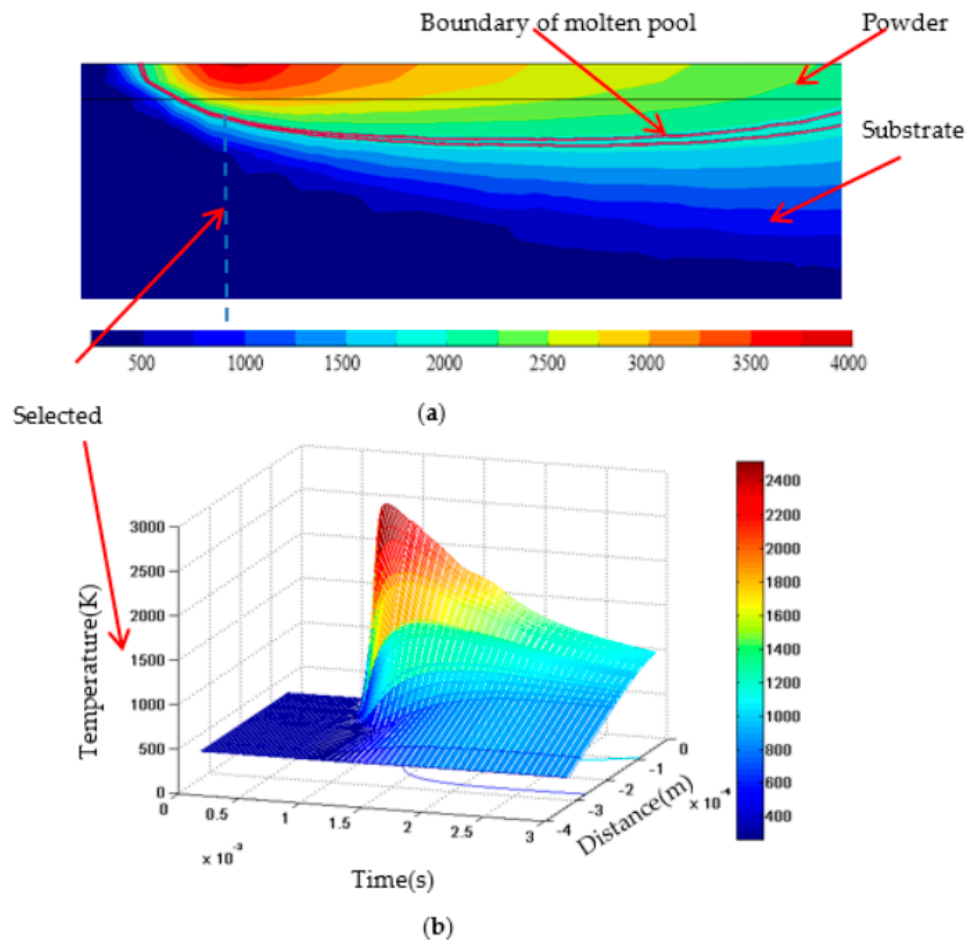 Boundary of molten pool
Powder
Substrate
500 1000 1500 2000 2500 3000 3500 4000
(a)
Selected
3000
2500
2000
1500
1000
500
0
Temperature(K)
0 0.5 1 1.5 2 2.5 3
x 10⁻³
Time(s)
-4 -3 -2 -1 0
x 10⁻⁴
Distance(m)
2400
2200
2000
1800
1600
1400
1200
1000
800
600
400
(b)